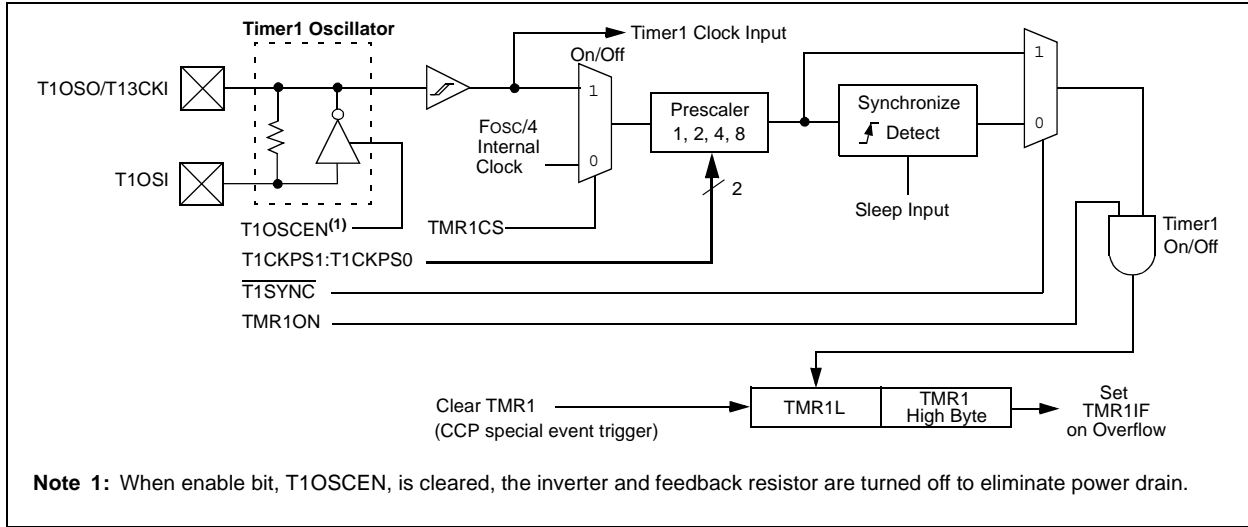 Timer1 Oscillator
Timer1 Clock Input
On/Off
T1OSO/T13CKI
1
1
Prescaler
1, 2, 4, 8
Synchronize
Detect
FOSC/4
Internal
Clock
0
0
T1OSI
2
Sleep Input
T1OSCEN(1)
TMR1CS
Timer1
On/Off
T1CKPS1:T1CKPS0
T1SYNC
TMR1ON
Clear TMR1
(CCP special event trigger)
TMR1L
TMR1
High Byte
Set
TMR1IF
on Overflow
Note 1: When enable bit, T1OSCEN, is cleared, the inverter and feedback resistor are turned off to eliminate power drain.